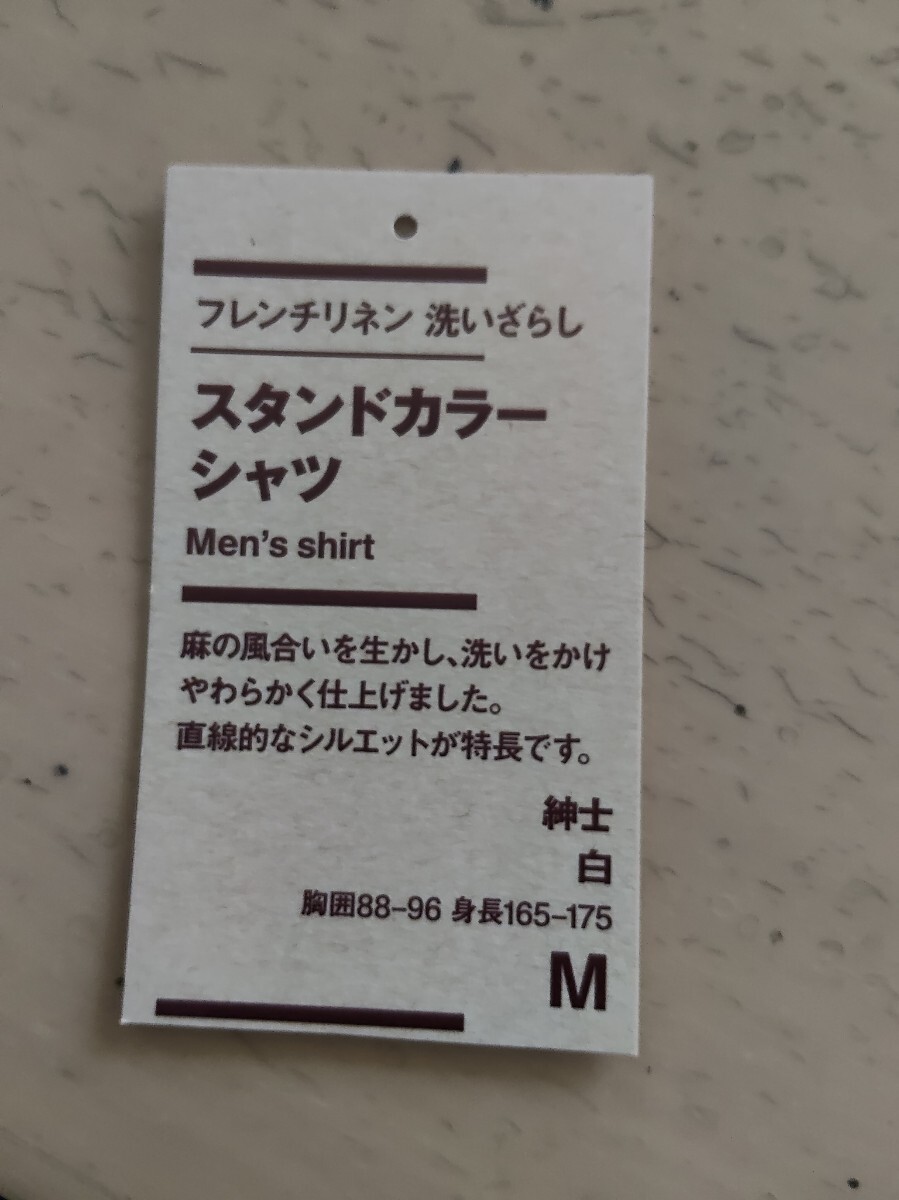 フレンチリネン 洗いざらし
スタンドカラー
シャツ
Men's shirt
麻の風合いを生かし、洗いをかけ
やわらかく仕上げました。
直線的なシルエットが特長です。
紳士
白
胸囲88–96 身長165–175
M